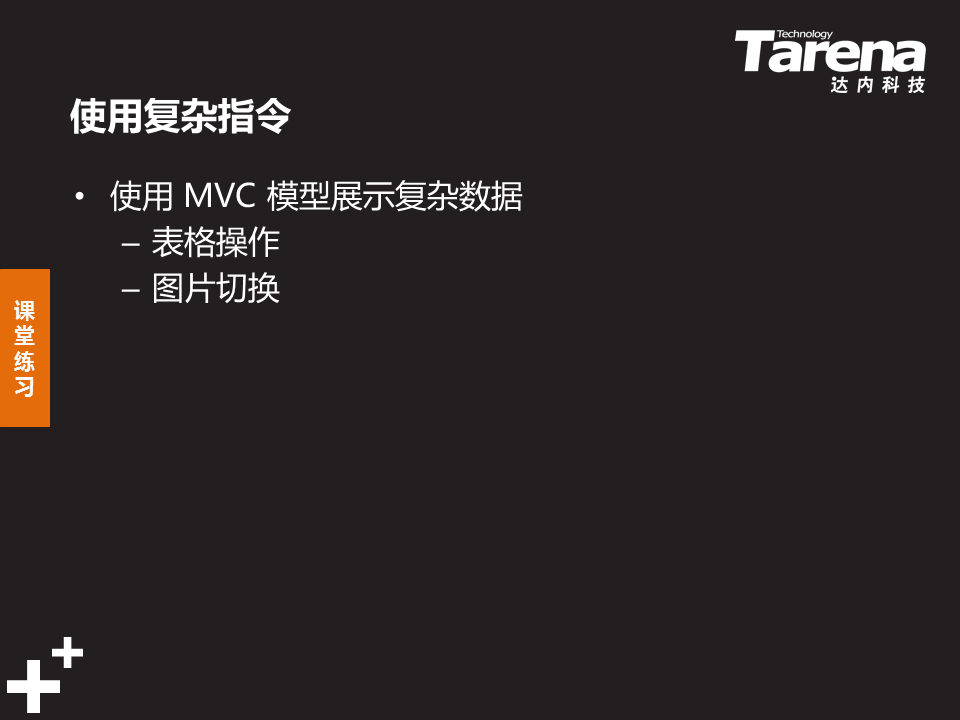 Technology
Tarena
达内科技
使用复杂指令
• 使用 MVC 模型展示复杂数据
– 表格操作
– 图片切换
课堂练习